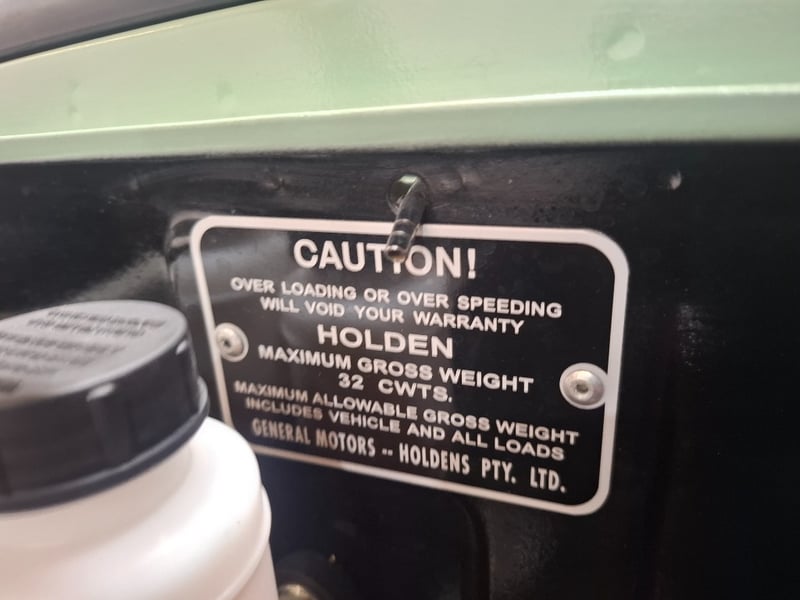 CAUTION!
OVER LOADING OR OVER SPEEDING
WILL VOID YOUR WARRANTY
HOLDEN
MAXIMUM GROSS WEIGHT
32 CWTS.
MAXIMUM ALLOWABLE GROSS WEIGHT
INCLUDES VEHICLE AND ALL LOADS
GENERAL MOTORS -- HOLDENS PTY. LTD.